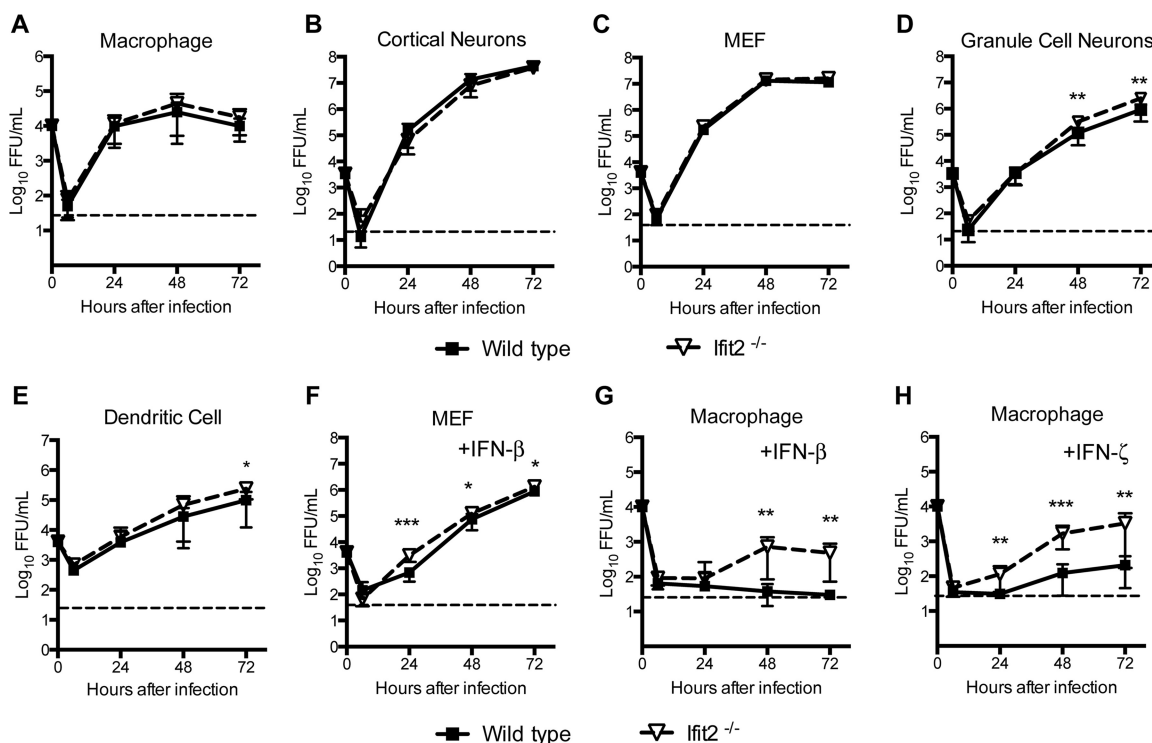 A
Macrophage
Log10 FFU/mL
6
5
4
3
2
1
0 24 48 72
Hours after infection
B
Cortical Neurons
Log10 FFU/mL
8
7
6
5
4
3
2
1
0
0 24 48 72
Hours after infection
C
MEF
Log10 FFU/mL
8
7
6
5
4
3
2
1
0
0 24 48 72
Hours after infection
D
Granule Cell Neurons
Log10 FFU/mL
8
7
6
5
4
3
2
1
0
** **
0 24 48 72
Hours after infection
Wild type Ifit2 -/-
E
Dendritic Cell
Log10 FFU/mL
7
6
5
4
3
2
1
0
*
0 24 48 72
Hours after infection
F
MEF
+IFN-β
Log10 FFU/mL
8
7
6
5
4
3
2
1
0
*** * *
0 24 48 72
Hours after infection
G
Macrophage
+IFN-β
Log10 FFU/mL
6
5
4
3
2
1
** **
0 24 48 72
Hours after infection
H
Macrophage
+IFN-ζ
Log10 FFU/mL
6
5
4
3
2
1
** *** **
0 24 48 72
Hours after infection
Wild type Ifit2 -/-